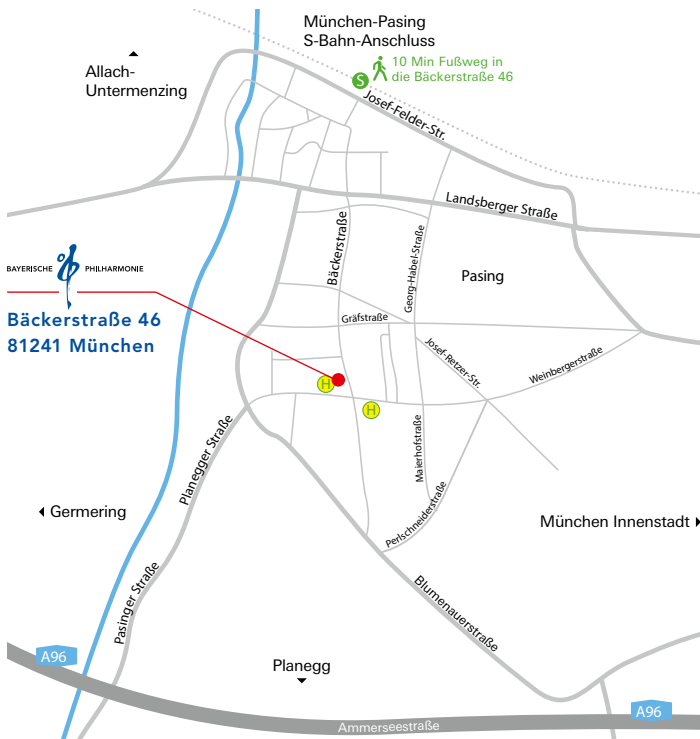 München-Pasing
S-Bahn-Anschluss
10 Min Fußweg in
die Bäckerstraße 46
S
Allach-
Untermenzing
Josef-Felder-Str.
Landsberger Straße
Bäckerstraße
Georg-Habel-Straße
Pasing
BAYERISCHE PHILHARMONIE
Bäckerstraße 46
81241 München
Gräfstraße
Josef-Retzer-Str.
Weinbergerstraße
H
H
Maierhofstraße
Planegger Straße
Perlschneiderstraße
Germering
München Innenstadt
Pasinger Straße
Blumenauerstraße
A96
Planegg
A96
Ammerseestraße